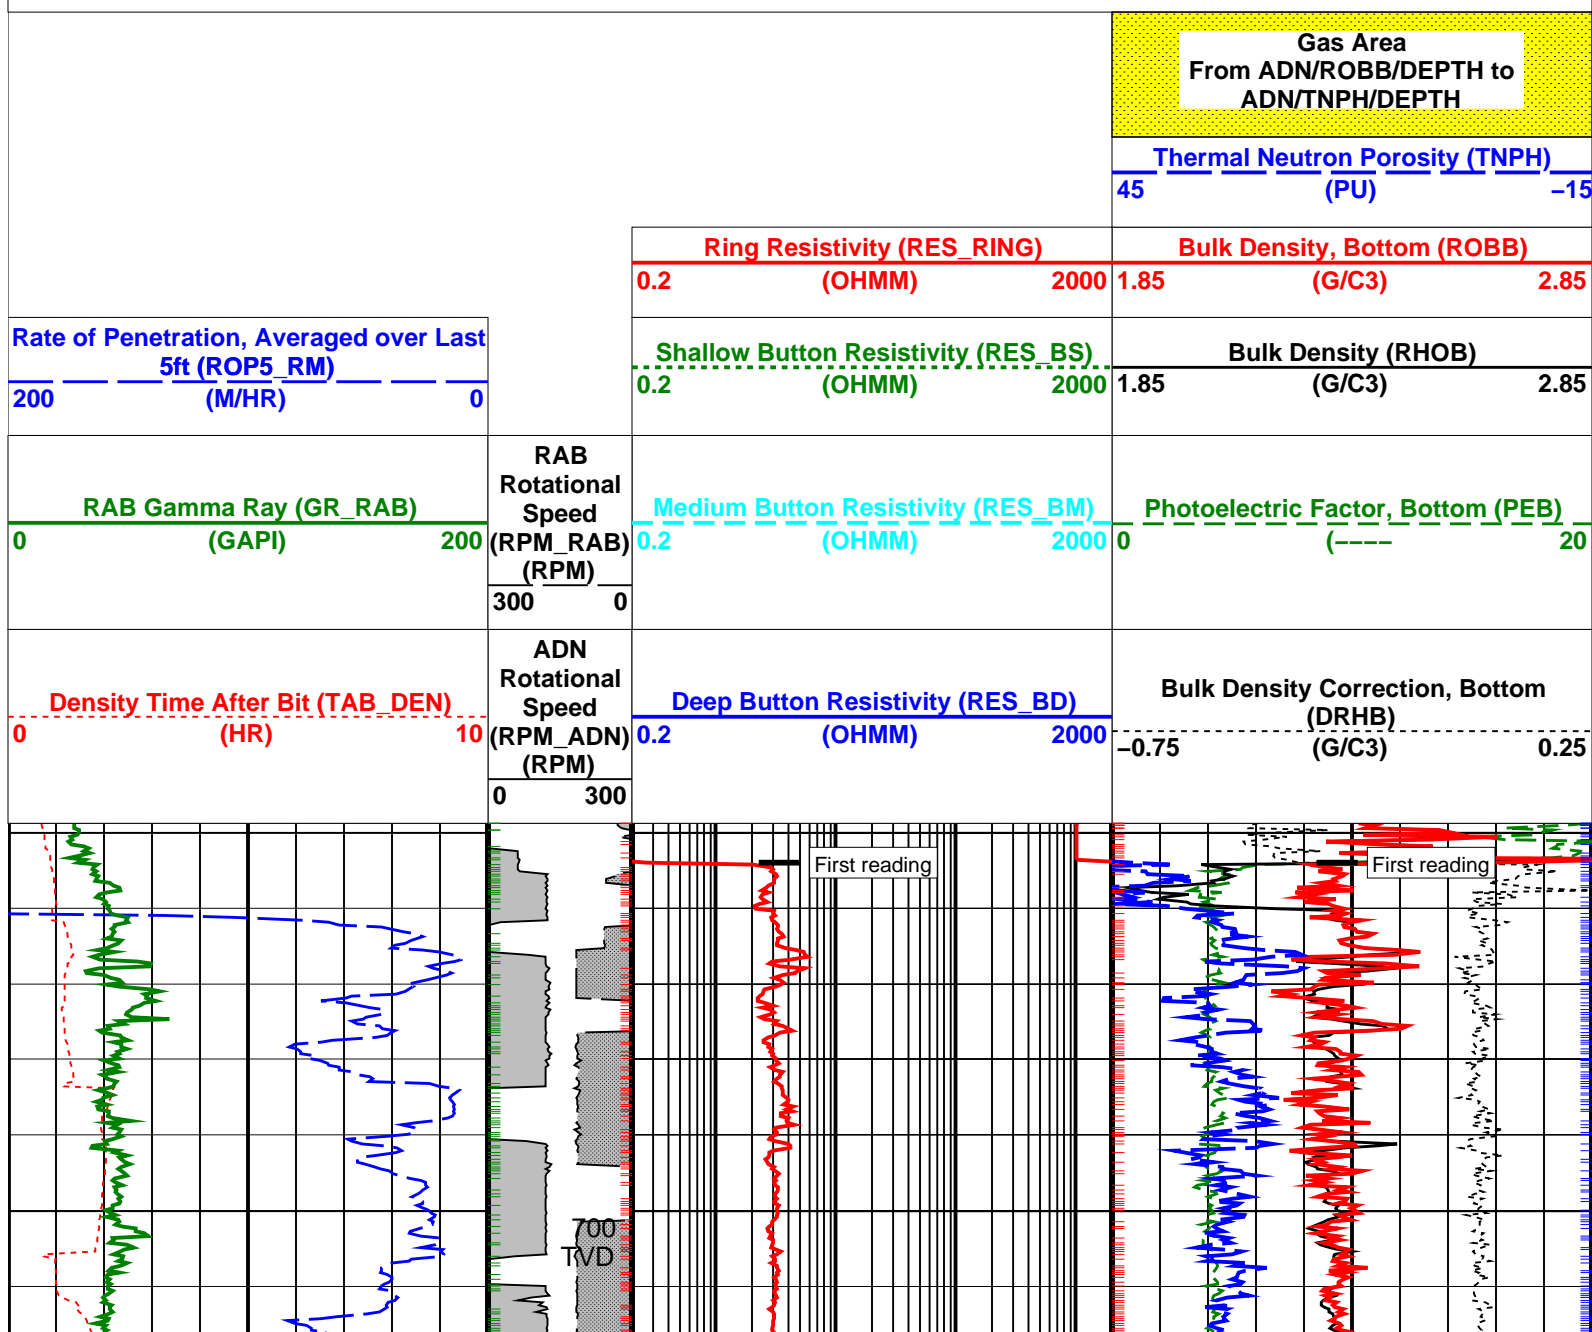 Gas Area
From ADN/ROBB/DEPTH to
ADN/TNPH/DEPTH
Thermal Neutron Porosity (TNPH)
45 (PU) −15
Ring Resistivity (RES_RING)
0.2 (OHMM) 2000
Bulk Density, Bottom (ROBB)
1.85 (G/C3) 2.85
Rate of Penetration, Averaged over Last
5ft (ROP5_RM)
200 (M/HR) 0
Shallow Button Resistivity (RES_BS)
0.2 (OHMM) 2000
Bulk Density (RHOB)
1.85 (G/C3) 2.85
RAB Gamma Ray (GR_RAB)
0 (GAPI) 200
RAB
Rotational
Speed
(RPM_RAB)
(RPM)
300 0
Medium Button Resistivity (RES_BM)
0.2 (OHMM) 2000
Photoelectric Factor, Bottom (PEB)
0 (−−−− 20
Density Time After Bit (TAB_DEN)
0 (HR) 10
ADN
Rotational
Speed
(RPM_ADN)
(RPM)
0 300
Deep Button Resistivity (RES_BD)
0.2 (OHMM) 2000
Bulk Density Correction, Bottom
(DRHB)
−0.75 (G/C3) 0.25
First reading
First reading
700
TVD